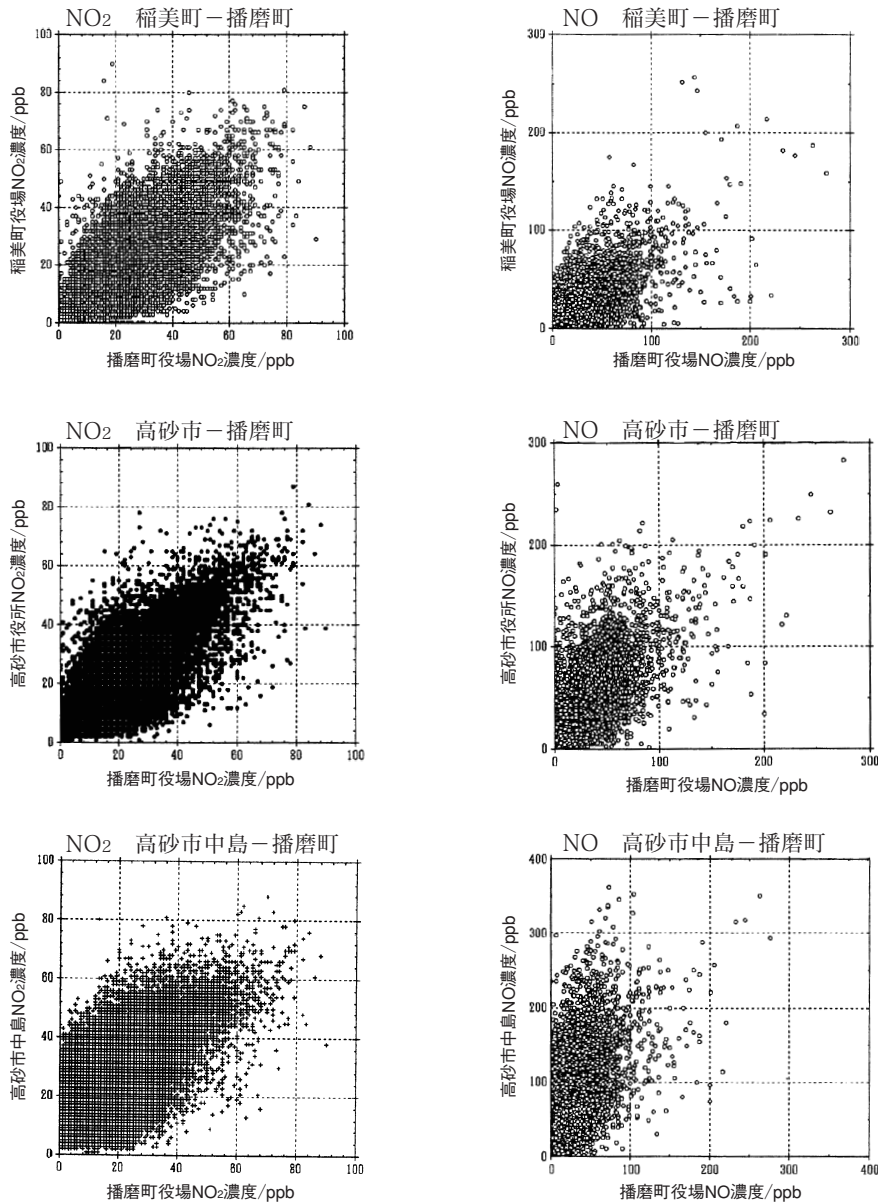 NO₂ 稲美町－播磨町
100
80
60
40
20
0
稲美町役場NO₂濃度/ppb
0 20 40 60 80 100
播磨町役場NO₂濃度/ppb
NO 稲美町－播磨町
300
200
100
0
稲美町役場NO濃度/ppb
0 100 200 300
播磨町役場NO濃度/ppb
NO₂ 高砂市－播磨町
100
80
60
40
20
0
高砂市役所NO₂濃度/ppb
0 20 40 60 80 100
播磨町役場NO₂濃度/ppb
NO 高砂市－播磨町
300
200
100
0
高砂市役所NO濃度/ppb
0 100 200 300
播磨町役場NO濃度/ppb
NO₂ 高砂市中島－播磨町
100
80
60
40
20
0
高砂市中島NO₂濃度/ppb
0 20 40 60 80 100
播磨町役場NO₂濃度/ppb
NO 高砂市中島－播磨町
400
300
200
100
0
高砂市中島NO濃度/ppb
0 100 200 300 400
播磨町役場NO濃度/ppb